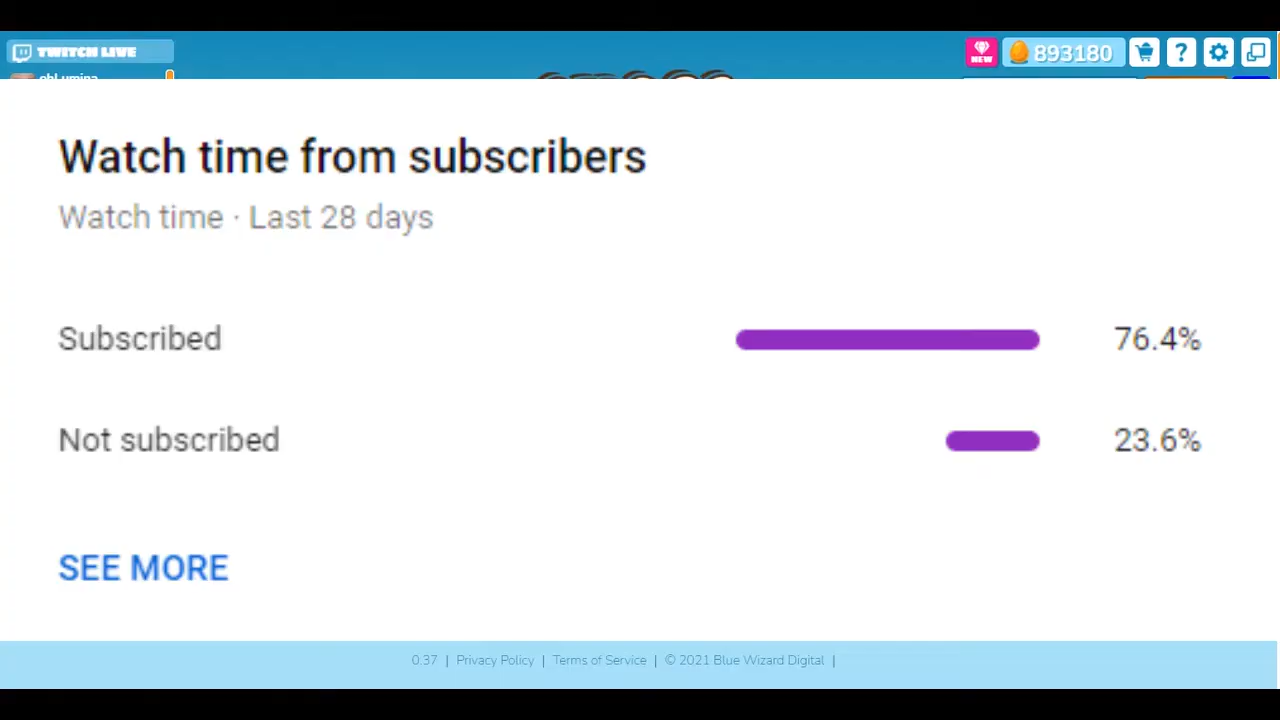 TWITCH LIVE
NEW
893180
?
Watch time from subscribers
Watch time · Last 28 days
Subscribed 76.4%
Not subscribed 23.6%
SEE MORE
0.37 | Privacy Policy | Terms of Service | © 2021 Blue Wizard Digital |